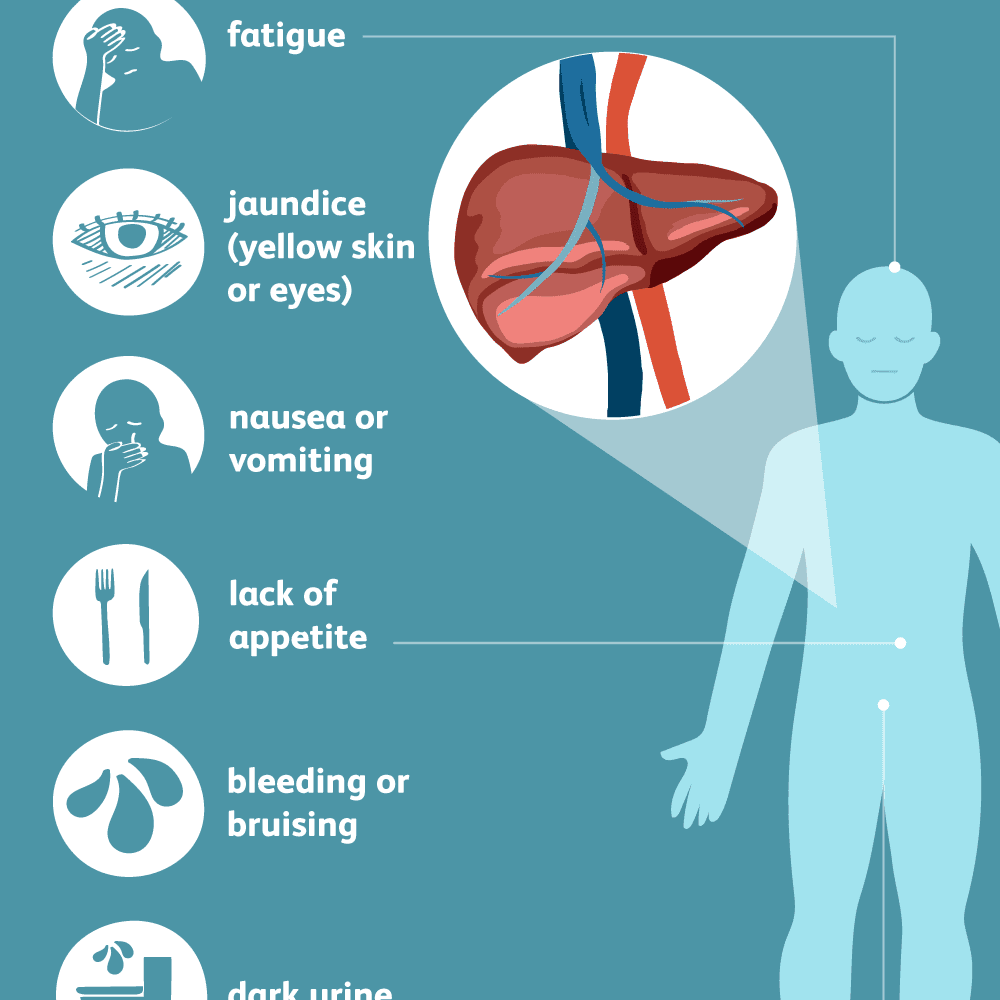 fatigue
jaundice
(yellow skin
or eyes)
nausea or
vomiting
lack of
appetite
bleeding or
bruising
dark urine